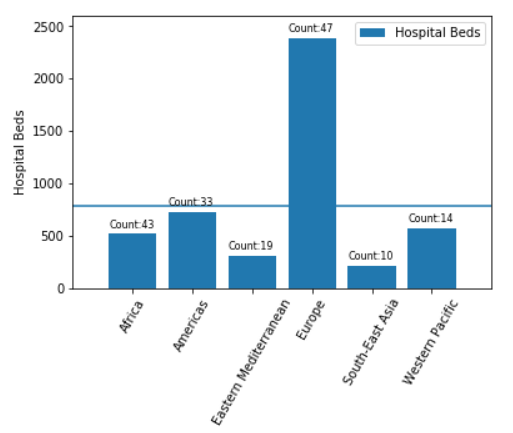 Hospital Beds
Hospital Beds
2500
2000
1500
1000
500
0
Count:43
Count:33
Count:19
Count:47
Count:10
Count:14
Africa
Americas
Eastern Mediterranean
Europe
South-East Asia
Western Pacific